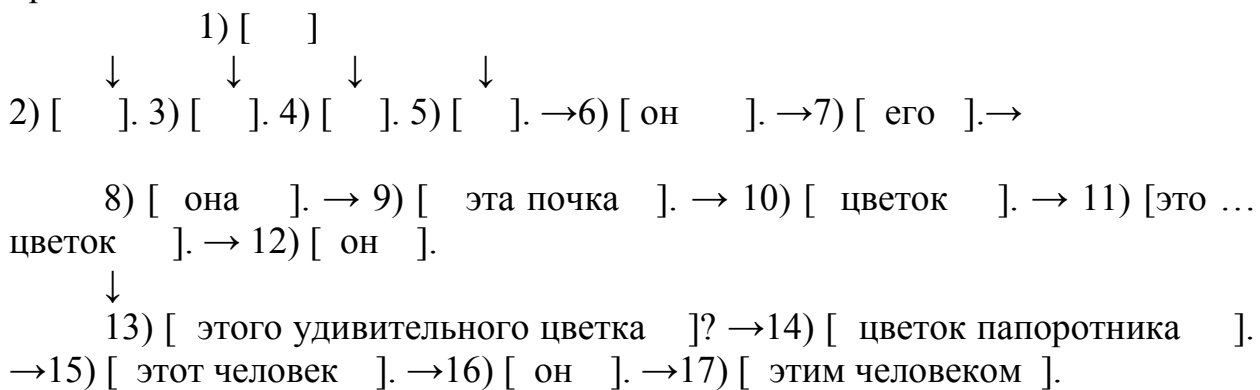 1) [ ]
↓ ↓ ↓ ↓
2) [ ]. 3) [ ]. 4) [ ]. 5) [ ]. →6) [ он ]. →7) [ его ].→
8) [ она ]. → 9) [ эта почка ]. → 10) [ цветок ]. → 11) [это …
цветок ]. → 12) [ он ].
↓
13) [ этого удивительного цветка ]? →14) [ цветок папоротника ].
→15) [ этот человек ]. →16) [ он ]. →17) [ этим человеком ].